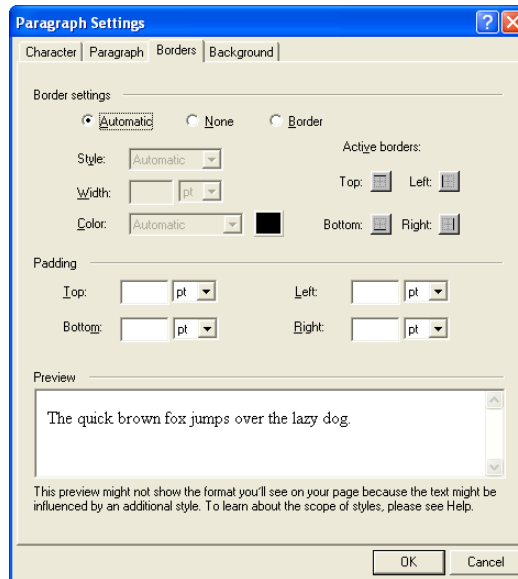 Paragraph Settings
Character Paragraph Borders Background
Border settings
Automatic None Border
Style: Automatic
Active borders:
Width: pt
Top: Left:
Color: Automatic
Bottom: Right:
Padding
Top: pt Left: pt
Bottom: pt Right: pt
Preview
The quick brown fox jumps over the lazy dog.
This preview might not show the format you'll see on your page because the text might be
influenced by an additional style. To learn about the scope of styles, please see Help.
OK Cancel